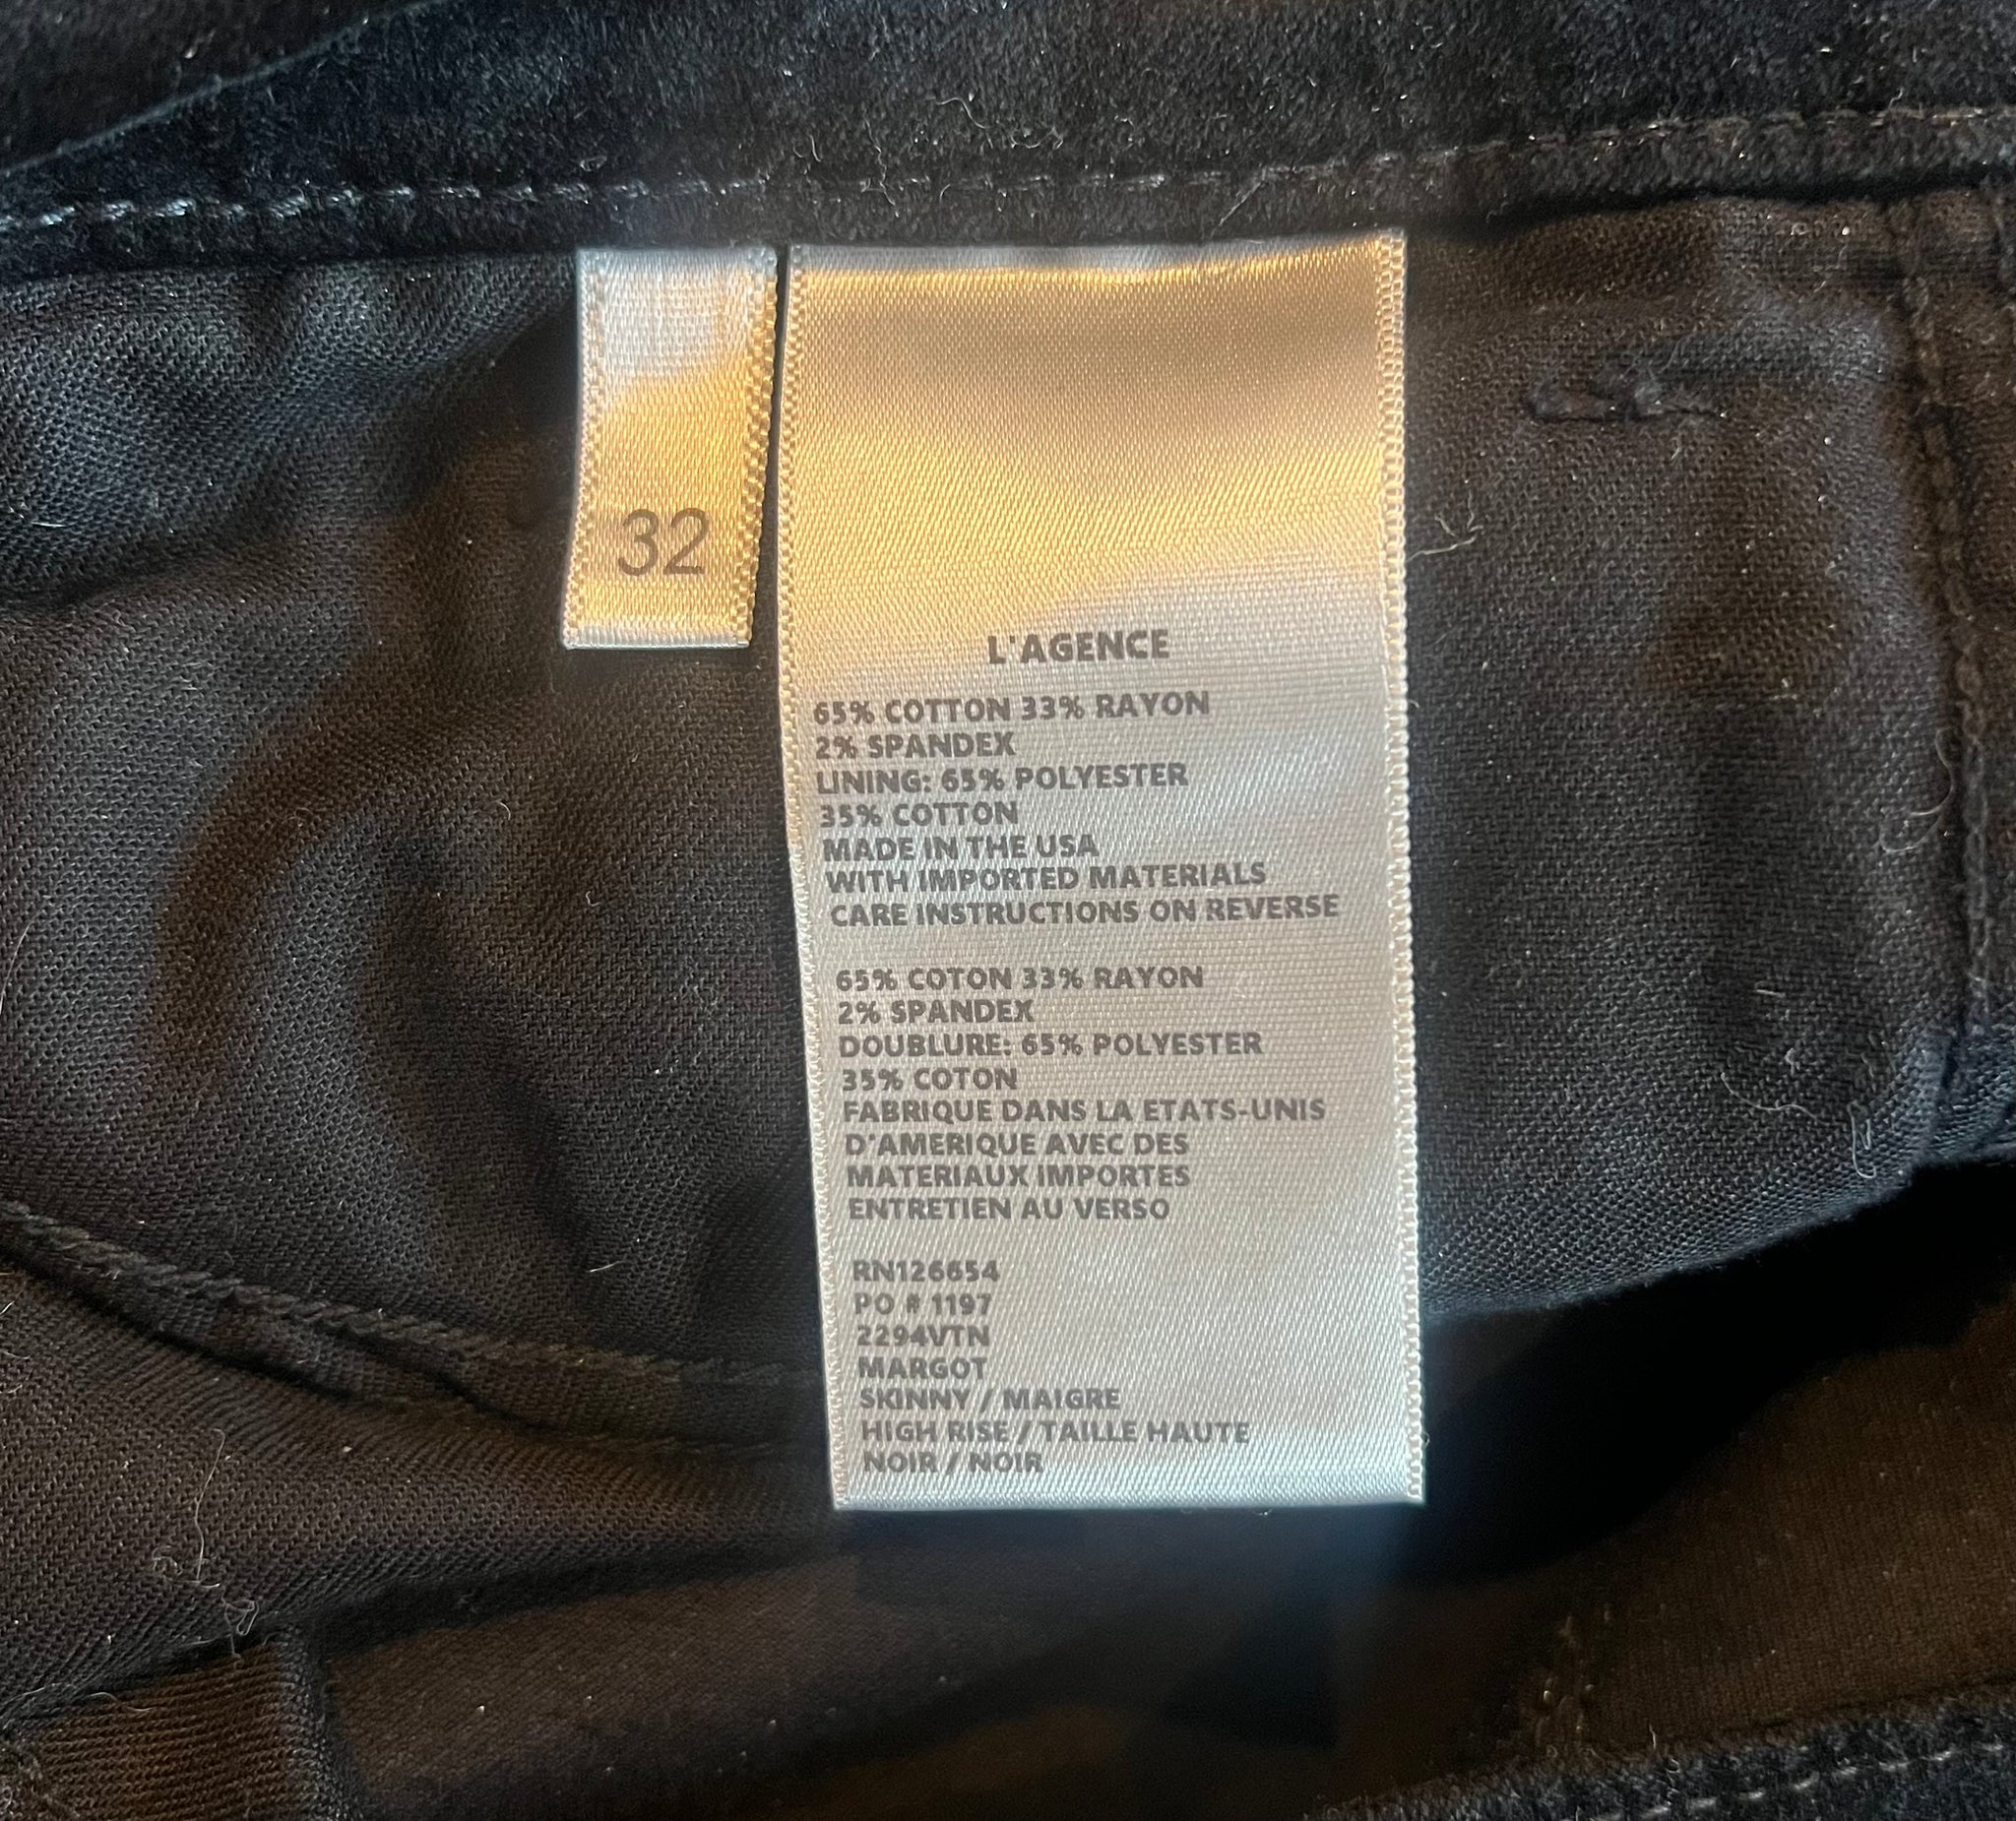 32
L'AGENCE
65% COTTON 33% RAYON
2% SPANDEX
LINING: 65% POLYESTER
35% COTTON
MADE IN THE USA
WITH IMPORTED MATERIALS
CARE INSTRUCTIONS ON REVERSE
65% COTON 33% RAYON
2% SPANDEX
DOUBLURE: 65% POLYESTER
35% COTON
FABRIQUE DANS LA ETATS-UNIS
D'AMERIQUE AVEC DES
MATERIAUX IMPORTES
ENTRETIEN AU VERSO
RN126654
PO # 1197
2294VTN
MARGOT
SKINNY / MAIGRE
HIGH RISE / TAILLE HAUTE
NOIR / NOIR